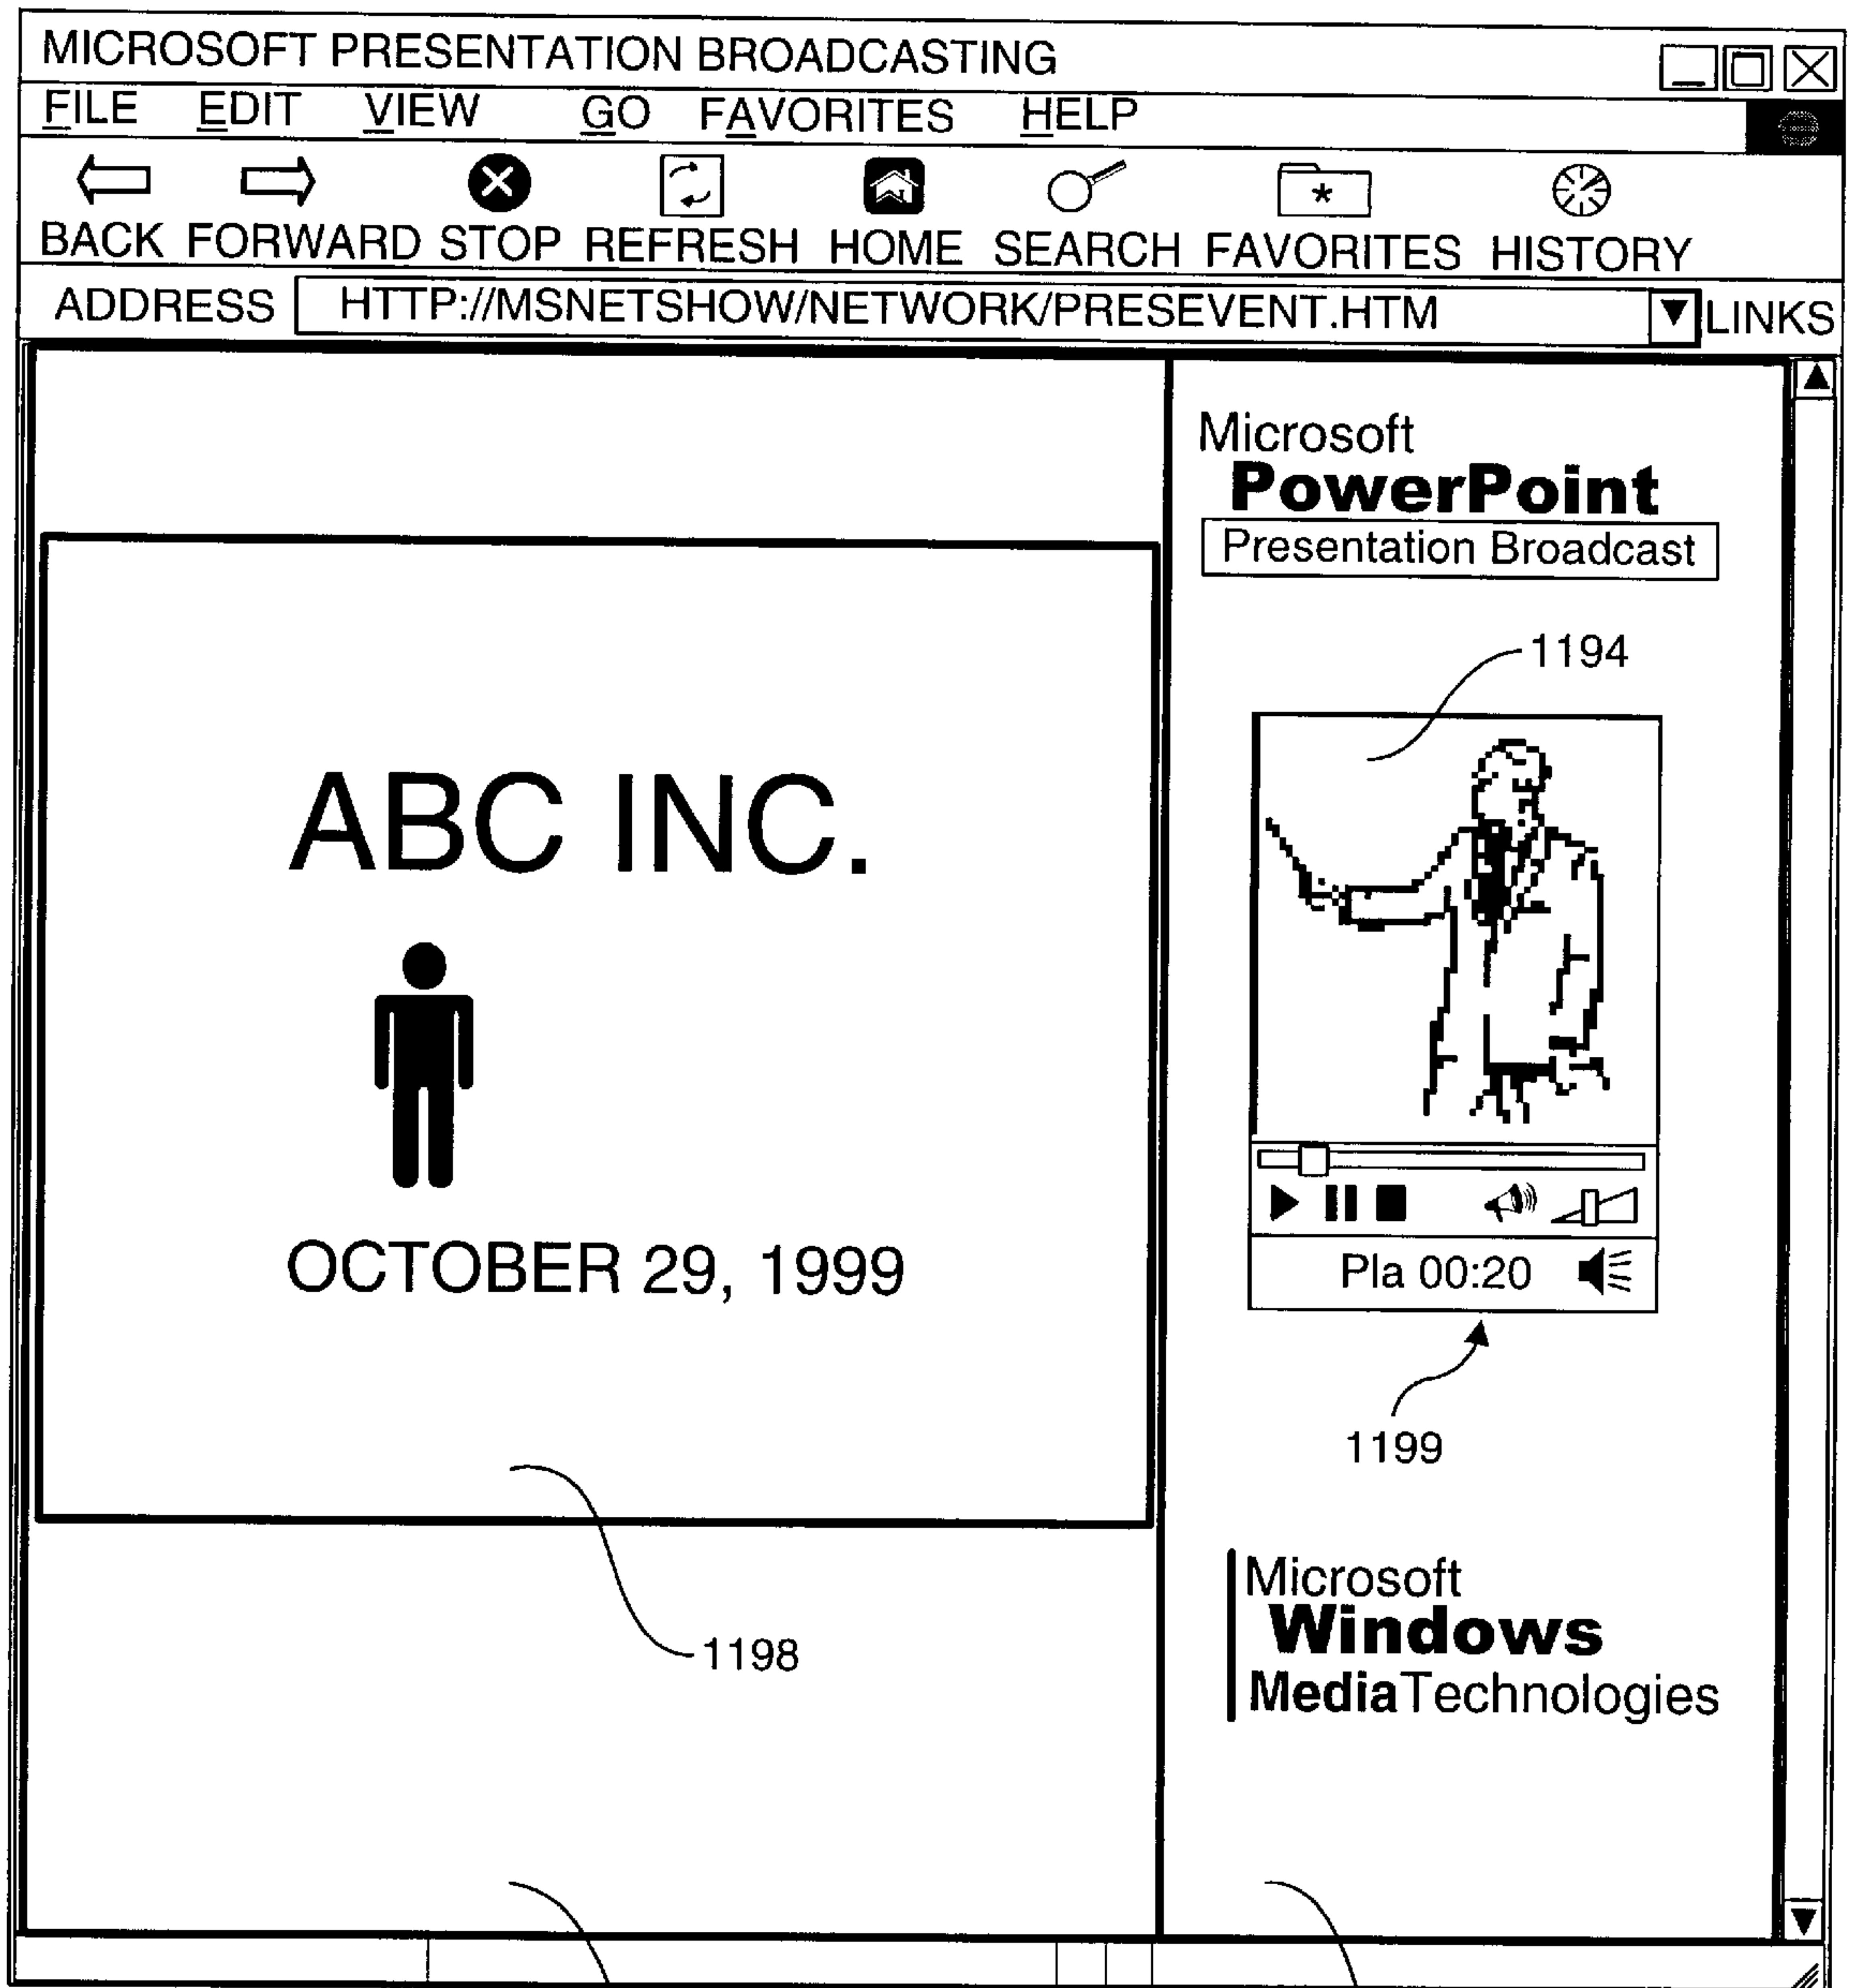 MICROSOFT PRESENTATION BROADCASTING
FILE EDIT VIEW GO FAVORITES HELP
BACK FORWARD STOP REFRESH HOME SEARCH FAVORITES HISTORY
ADDRESS HTTP://MSNETSHOW/NETWORK/PRESEVENT.HTM LINKS
ABC INC.
OCTOBER 29, 1999
1198
Microsoft
PowerPoint
Presentation Broadcast
1194
Pla 00:20
1199
Microsoft
Windows
MediaTechnologies